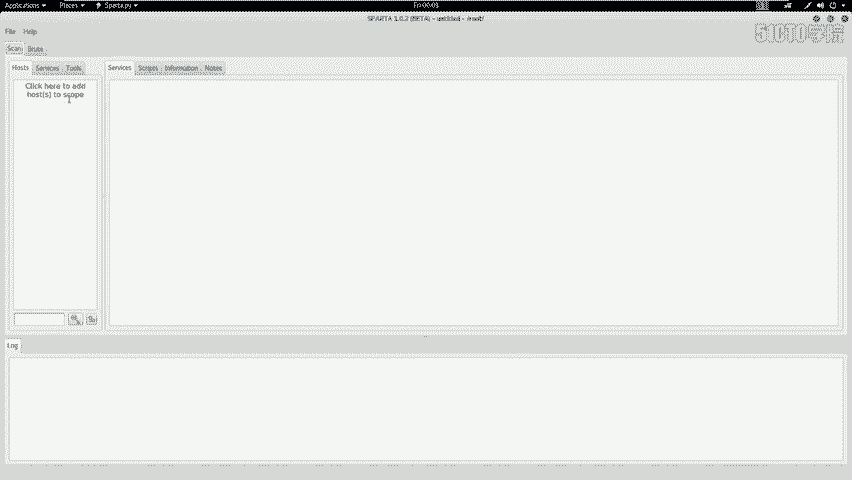 Applications Places Sparta.py Fri 00:03
SPARTA 1.0.2 (BETA) - untitled - /root/
51CTO学院
File Help
Scan Brute
Hosts Services Tools Services Scripts Information Notes
Click here to add
host(s) to scope
Log